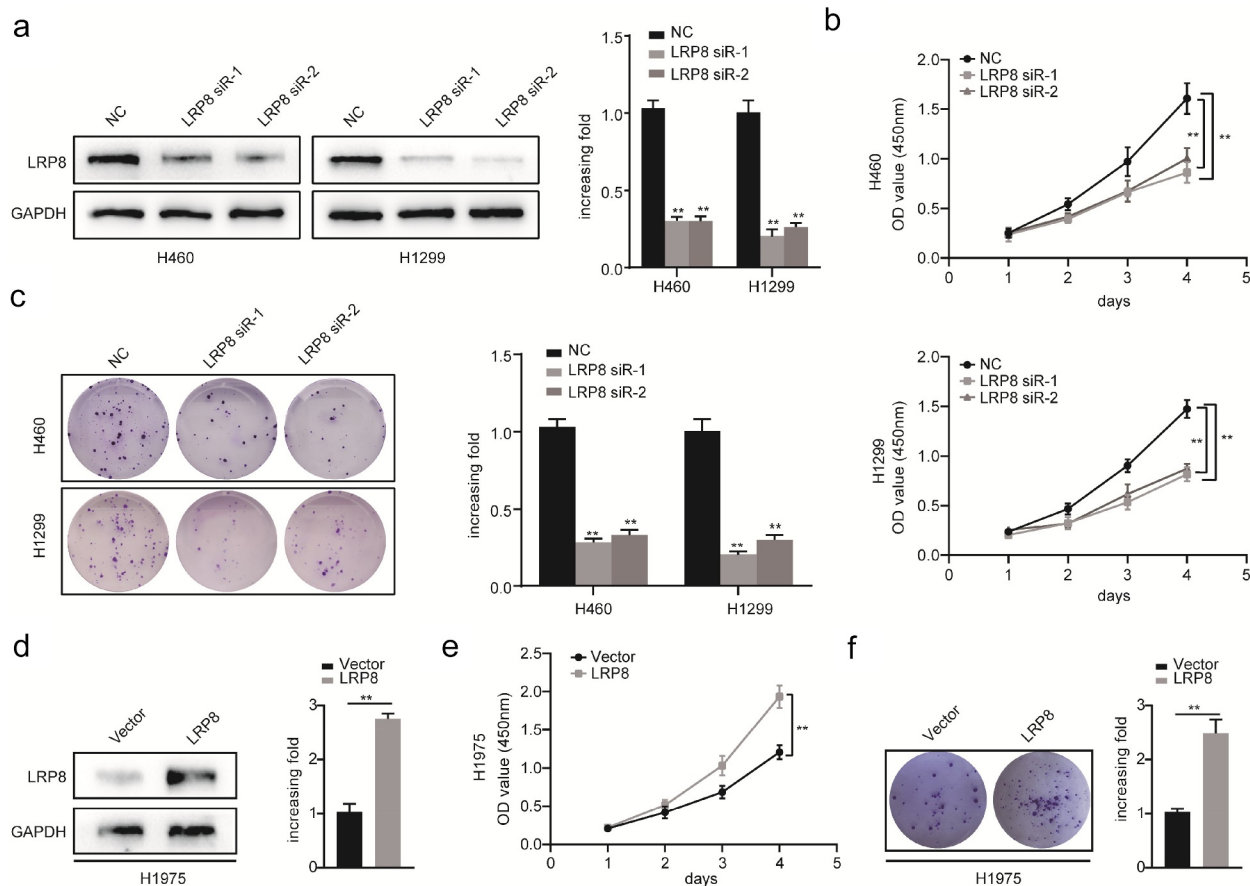 a
NC
LRP8 siR-1
LRP8 siR-2
NC
LRP8 siR-1
LRP8 siR-2
LRP8
GAPDH
H460
H1299
NC
LRP8 siR-1
LRP8 siR-2
increasing fold
1.5
1.0
0.5
0.0
** **
** **
H460
H1299
b
NC
LRP8 siR-1
LRP8 siR-2
H460
OD value (450nm)
2.0
1.5
1.0
0.5
0.0
**
**
0 1 2 3 4 5
days
NC
LRP8 siR-1
LRP8 siR-2
H1299
OD value (450nm)
2.0
1.5
1.0
0.5
0.0
**
**
0 1 2 3 4 5
days
c
NC
LRP8 siR-1
LRP8 siR-2
H460
H1299
NC
LRP8 siR-1
LRP8 siR-2
increasing fold
1.5
1.0
0.5
0.0
** **
** **
H460
H1299
d
Vector
LRP8
LRP8
GAPDH
H1975
Vector
LRP8
increasing fold
3
2
1
0
**
e
Vector
LRP8
H1975
OD value (450nm)
2.5
2.0
1.5
1.0
0.5
0.0
**
0 1 2 3 4 5
days
f
Vector
LRP8
H1975
Vector
LRP8
increasing fold
3
2
1
0
**